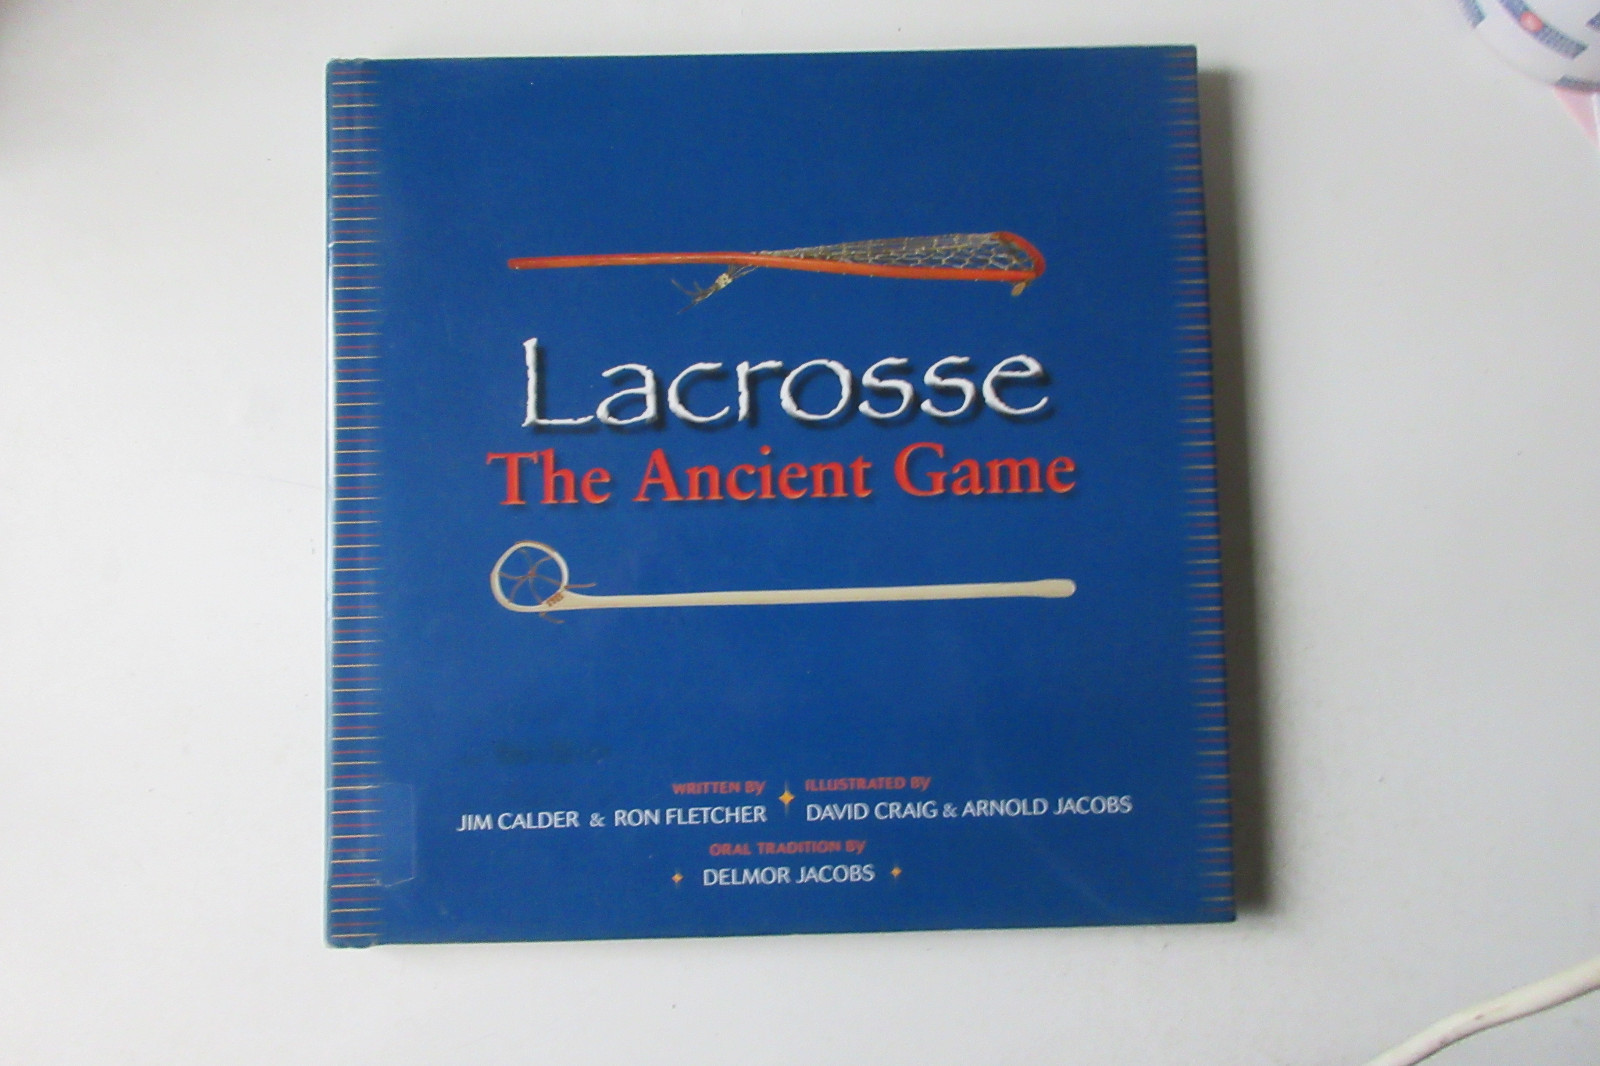 Lacrosse
The Ancient Game
WRITTEN BY
JIM CALDER & RON FLETCHER
ILLUSTRATED BY
DAVID CRAIG & ARNOLD JACOBS
ORAL TRADITION BY
DELMOR JACOBS